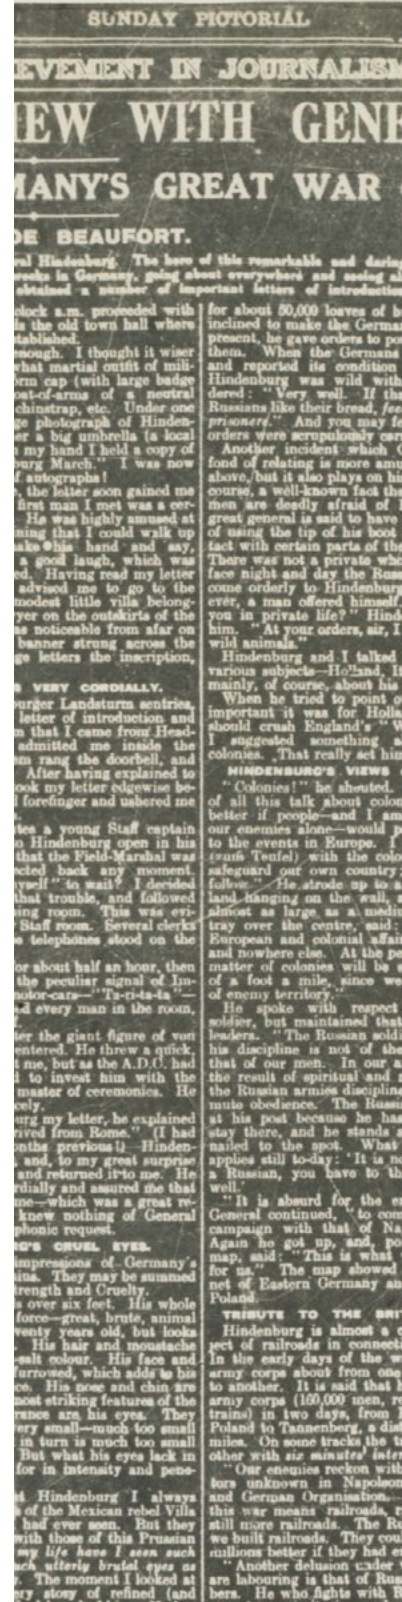 SUNDAY PICTORIAL
EVEMENT IN JOURNALISM
IEW WITH GENE
MANY'S GREAT WAR
DE BEAUFORT.
ral Hindenburg. The hero of this remarkable and daring
weeks in Germany, going about everywhere and seeing al
obtained a number of important letters of introduction
clock a.m. proceeded with
is the old town hall where
tablished.
enough. I thought it wiser
what martial outfit of mili-
orm cap (with large badge
oat-of-arms of a neutral
chinstrap, etc. Under one
ge photograph of Hinden-
er a big umbrella (a local
my hand I held a copy of
burg March." I was now
f autographs!
, the letter soon gained me
first man I met was a cer-
He was highly amused at
ning that I could walk up
ake his hand and say,
a good laugh, which was
ed. Having read my letter
advised me to go to the
modest little villa belong-
yer on the outskirts of the
as noticeable from afar on
banner strung across the
ge letters the inscription,
VERY CORDIALLY.
burger Landsturm sentries,
letter of introduction and
m that I came from Head-
admitted me inside the
em rang the doorbell, and
After having explained to
ook my letter edgewise be-
forefinger and ushered me
tes a young Staff captain
o Hindenburg open in his
that the Field-Marshal was
cted back any moment.
yself" to wait? I decided
that trouble, and followed
ing room. This was evi-
Staff room. Several clerks
e telephones stood on the
or about half an hour, then
the peculiar signal of Im-
motor-cars—"Ta-ri-ta-ta"—
d every man in the room,
ter the giant figure of von
entered. He threw a quick,
t me, but as the A.D.C. had
l to invest him with the
master of ceremonies. He
cely.
urg my letter, he explained
rived from Rome." (I had
onths previous!) Hinden-
and, to my great surprise
and returned it to me. He
rdially and assured me that
me—which was a great re-
knew nothing of General
phonic request.
G'S CRUEL EYES.
impressions of Germany's
They may be summed
trength and Cruelty.
s over six feet. His whole
force—great, brute, animal
venty years old, but looks
His hair and moustache
salt colour. His face and
furrowed, which adds to his
ce. His nose and chin are
most striking features of the
rance are his eyes. They
ery small—much too small
in turn is much too small
But what his eyes lack in
for in intensity and pene-
t Hindenburg I always
of the Mexican rebel Villa
had ever seen. But they
with those of this Prussian
my life have I seen such
ch utterly brutal eyes as
The moment I looked at
ry story of refined (and
for about 50,000 loaves of b
inclined to make the German
present, he gave orders to po
them. When the Germans
and reported its condition
Hindenburg was wild with
dered: "Very well. If tha
Russians like their bread, feed
prisoners." And you may fe
orders were scrupulously carr
Another incident which
fond of relating is more amu
above, but it also plays on his
course, a well-known fact tha
men are deadly afraid of
great general is said to have
of using the tip of his boot
tact with certain parts of the
There was not a private who
face night and day the Russ
come orderly to Hindenburg
ever, a man offered himself.
you in private life?" Hinde
him. "At your orders, sir, I
wild animals."
Hindenburg and I talked
various subjects—Holland, It
mainly, of course, about his
When he tried to point o
important it was for Holla
should crush England's "W
I suggested something a
colonies. That really set him
HINDENBURG'S VIEWS
"Colonies!" he shouted.
of all this talk about colon
better if people—and I am
our enemies alone—would p
to the events in Europe. I
(zum Teufel) with the colo
safeguard our own country;
follow." He strode up to a
land hanging on the wall, a
almost as large as a mediu
tray over the centre, said:
European and colonial affair
and nowhere else. At the pe
matter of colonies will be s
of a foot a mile, since we
of enemy territory."
He spoke with respect
soldier, but maintained that
leaders. "The Russian soldi
his discipline is not of the
that of our men. In our a
the result of spiritual and
the Russian armies discipline
mute obedience. The Russi
at his post because he has
stay there, and he stands a
nailed to the spot. What
applies still to-day: 'It is no
a Russian, you have to th
well.'
"It is absurd for the en
General continued, "to com
campaign with that of Na
Again he got up, and, po
map, said: "This is what
for us." The map showed
net of Eastern Germany an
Poland.
TRIBUTE TO THE BRI
Hindenburg is almost a c
ject of railroads in connecti
In the early days of the w
army corps about from one
to another. It is said that h
army corps (160,000 men, re
trains) in two days, from
Poland to Tannenberg, a dist
miles. On some tracks the t
other with six minutes' inter
"Our enemies reckon with
tors unknown in Napoleon
and German Organisation.
this war means railroads, r
still more railroads. The Ru
we built railroads. They cou
millions better if they had e
"Another delusion under
are labouring is that of Rus
bers. He who fights with R